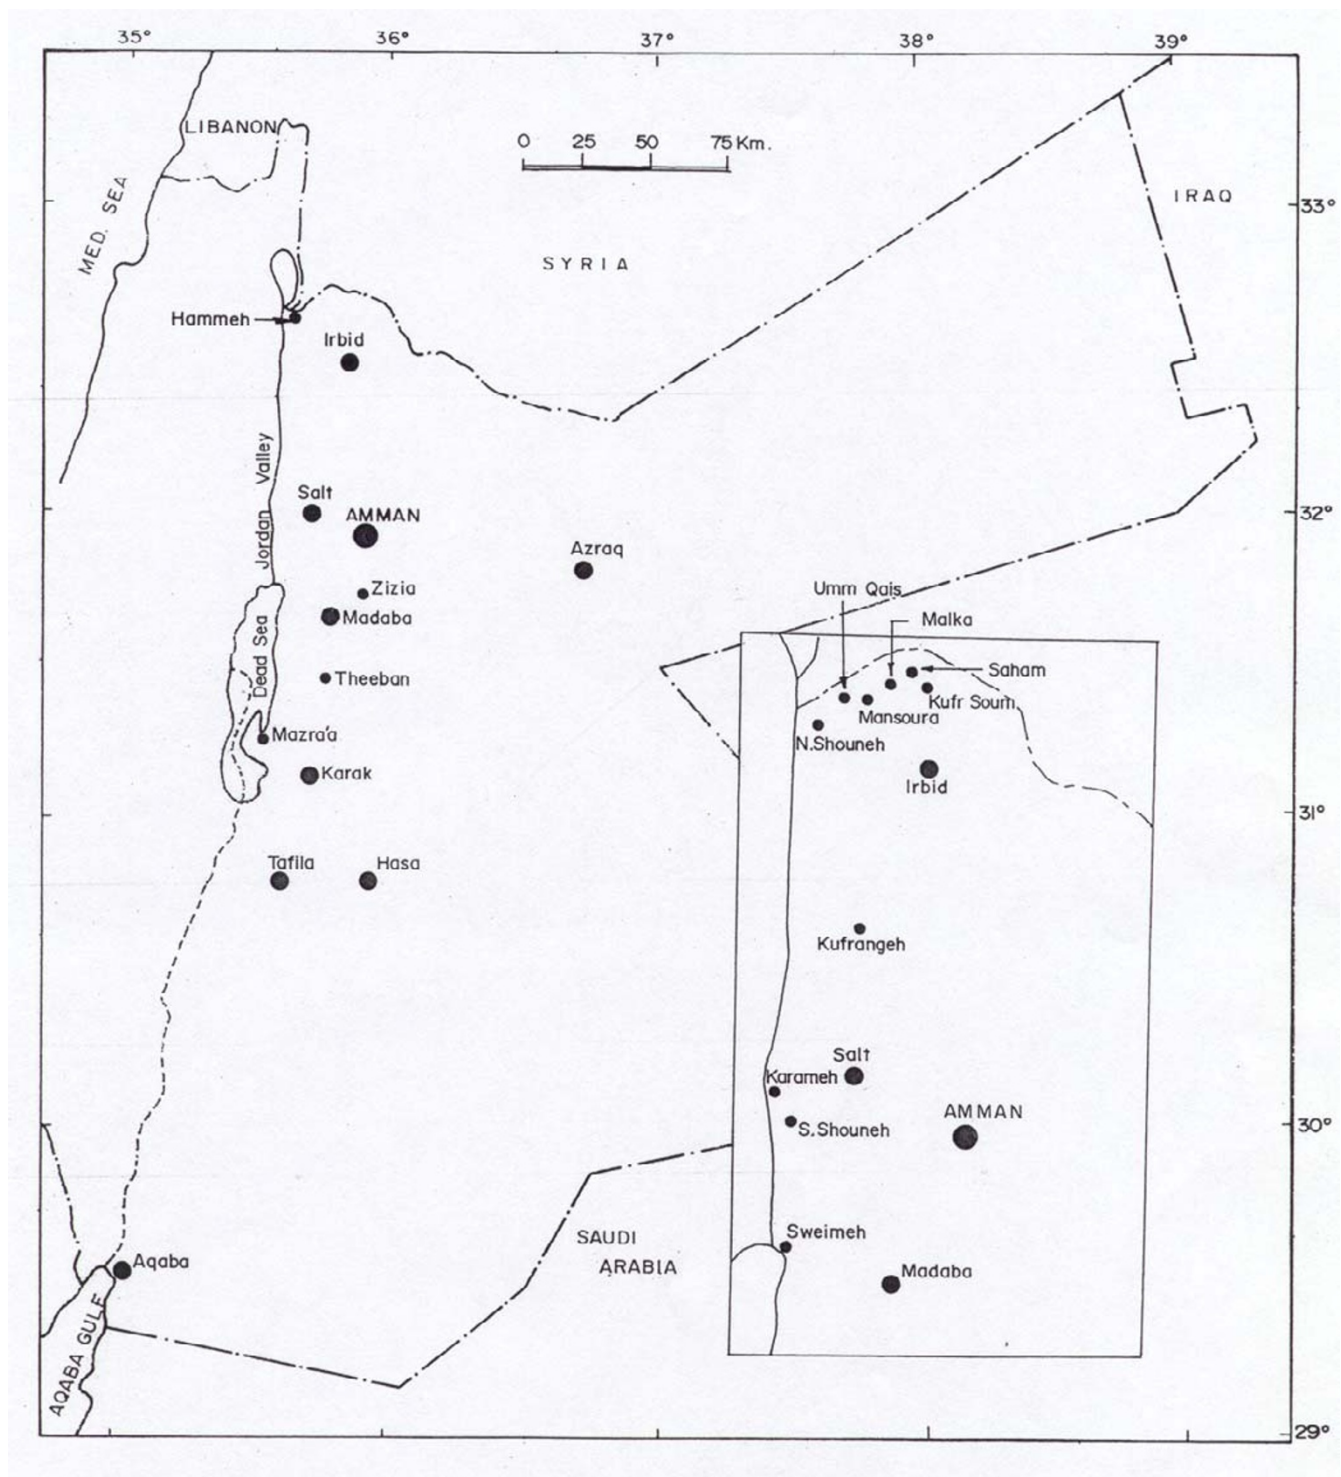 35° 36° 37° 38° 39°
LIBANON
0 25 50 75 Km.
MED. SEA
IRAQ
33°
SYRIA
Hammeh
Irbid
Jordan Valley
Salt
AMMAN
32°
Azraq
Zizia
Madaba
Dead Sea
Theeban
Mazra'a
Karak
Tafila
Hasa
31°
Umm Qais
Malka
Saham
Kufr Soum
Mansoura
N.Shouneh
Irbid
Kufrangeh
Salt
Karameh
S.Shouneh
AMMAN
30°
Sweimeh
Madaba
SAUDI
ARABIA
Aqaba
AQABA GULF
29°